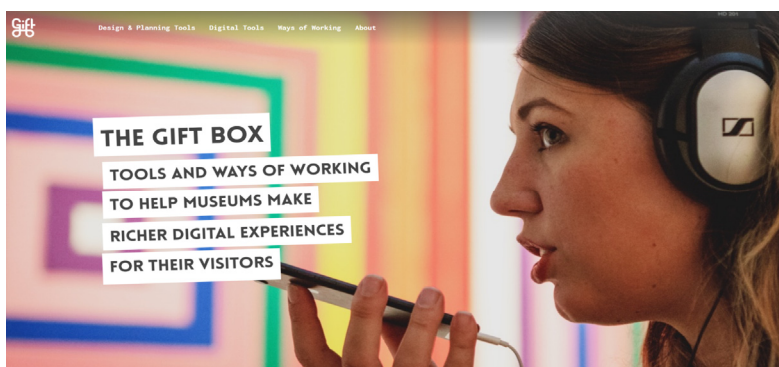 Gift
Design & Planning Tools Digital Tools Ways of Working About
THE GIFT BOX
TOOLS AND WAYS OF WORKING
TO HELP MUSEUMS MAKE
RICHER DIGITAL EXPERIENCES
FOR THEIR VISITORS